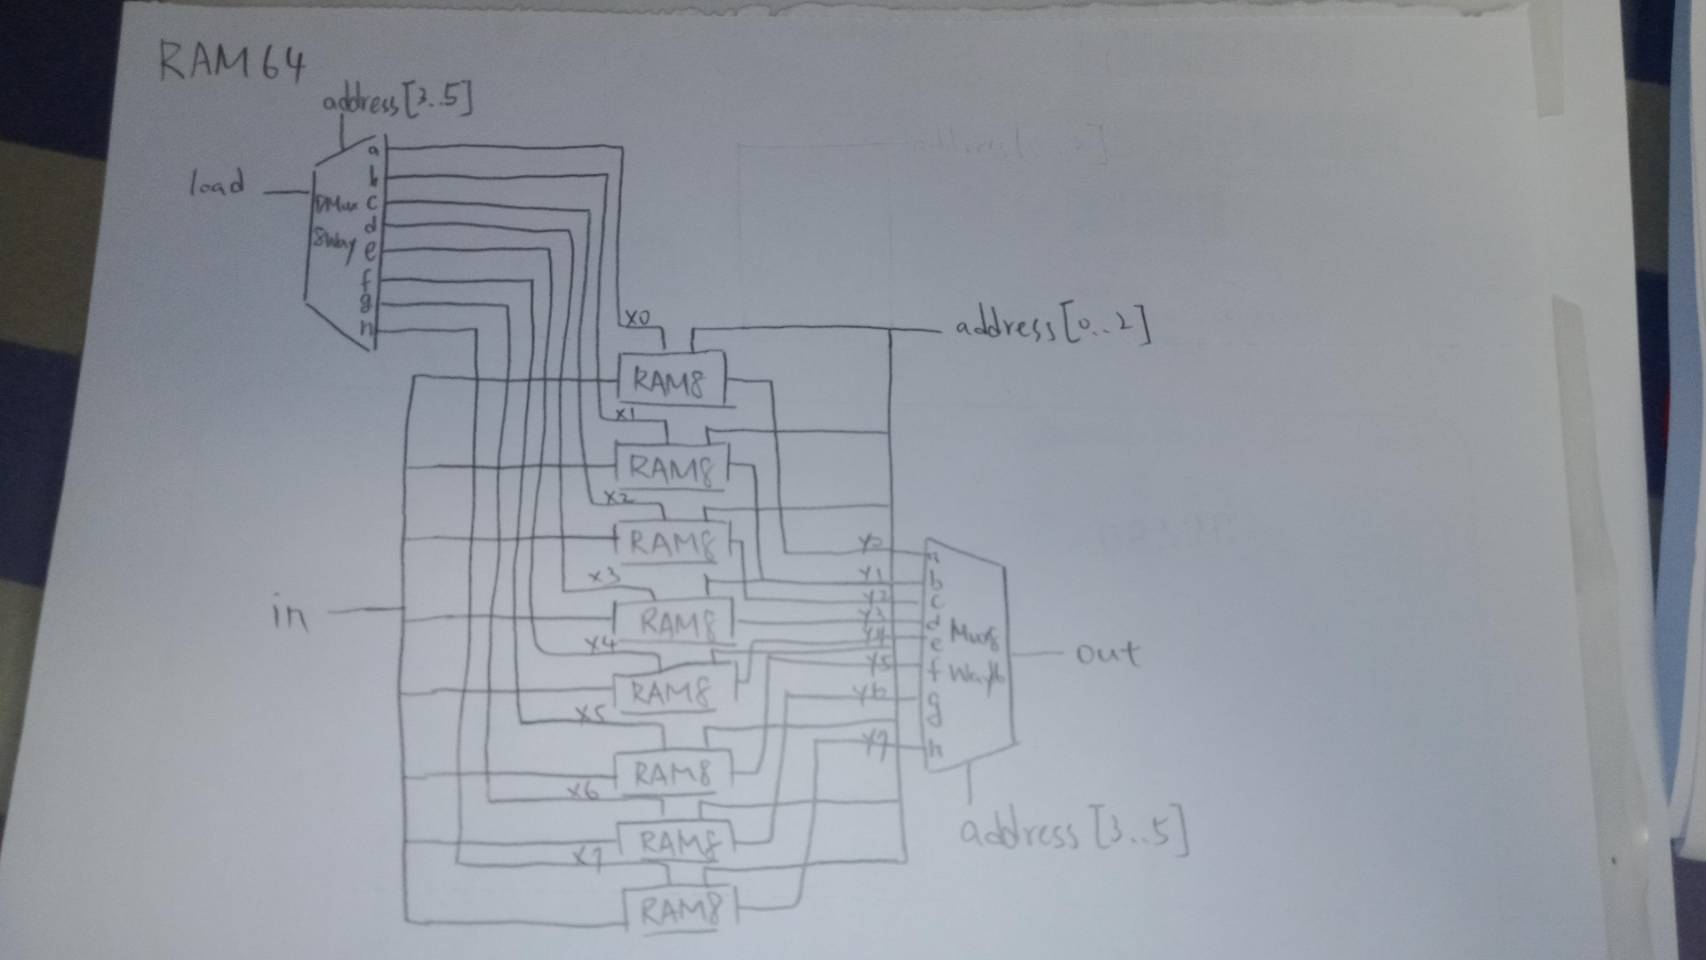 RAM64
address[3..5]
load
DMux
8Way
a
b
c
d
e
f
g
h
X0
address[0..2]
RAM8
X1
RAM8
X2
RAM8
X3
RAM8
X4
RAM8
X5
RAM8
X6
RAM8
X7
RAM8
in
Y0
Y1
Y2
Y3
Y4
Y5
Y6
Y7
a
b
c
d
e
f
g
h
Mux8
Way16
out
address[3..5]